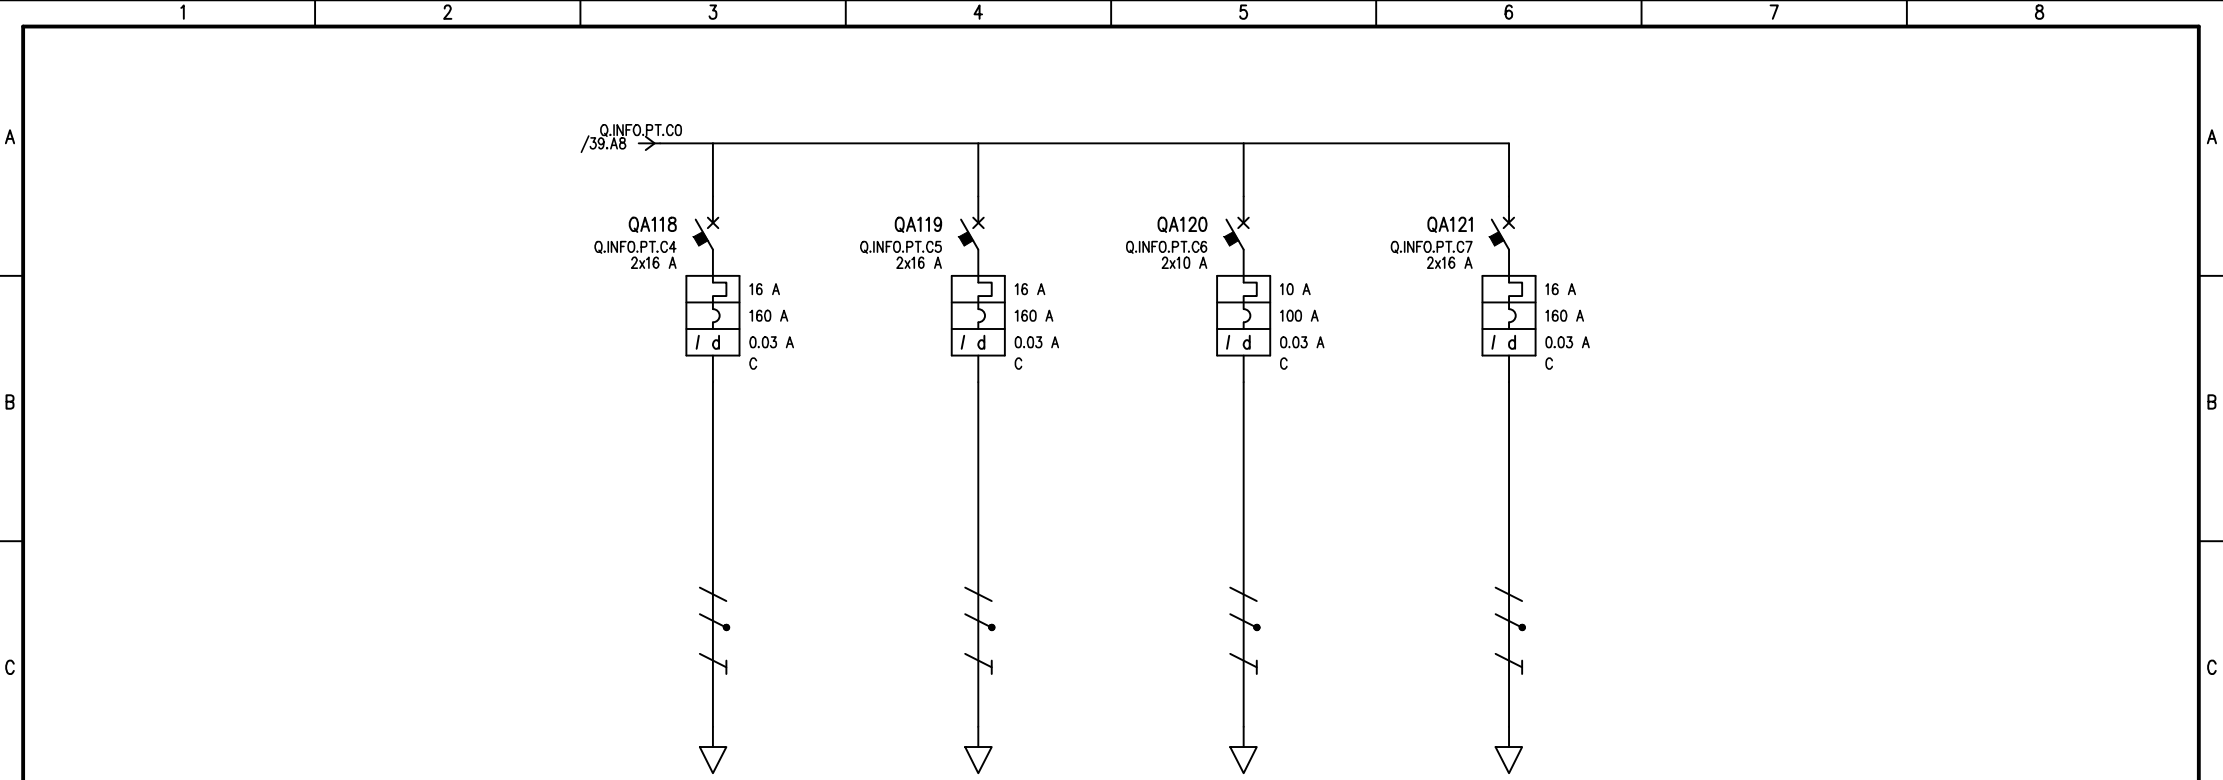 1 2 3 4 5 6 7 8
A A
Q.INFO.PT.C0
/39.A8
QA118 QA119 QA120 QA121
Q.INFO.PT.C4 Q.INFO.PT.C5 Q.INFO.PT.C6 Q.INFO.PT.C7
2x16 A 2x16 A 2x10 A 2x16 A
16 A 16 A 10 A 16 A
160 A 160 A 100 A 160 A
I d 0.03 A I d 0.03 A I d 0.03 A I d 0.03 A
C C C C
B B
C C